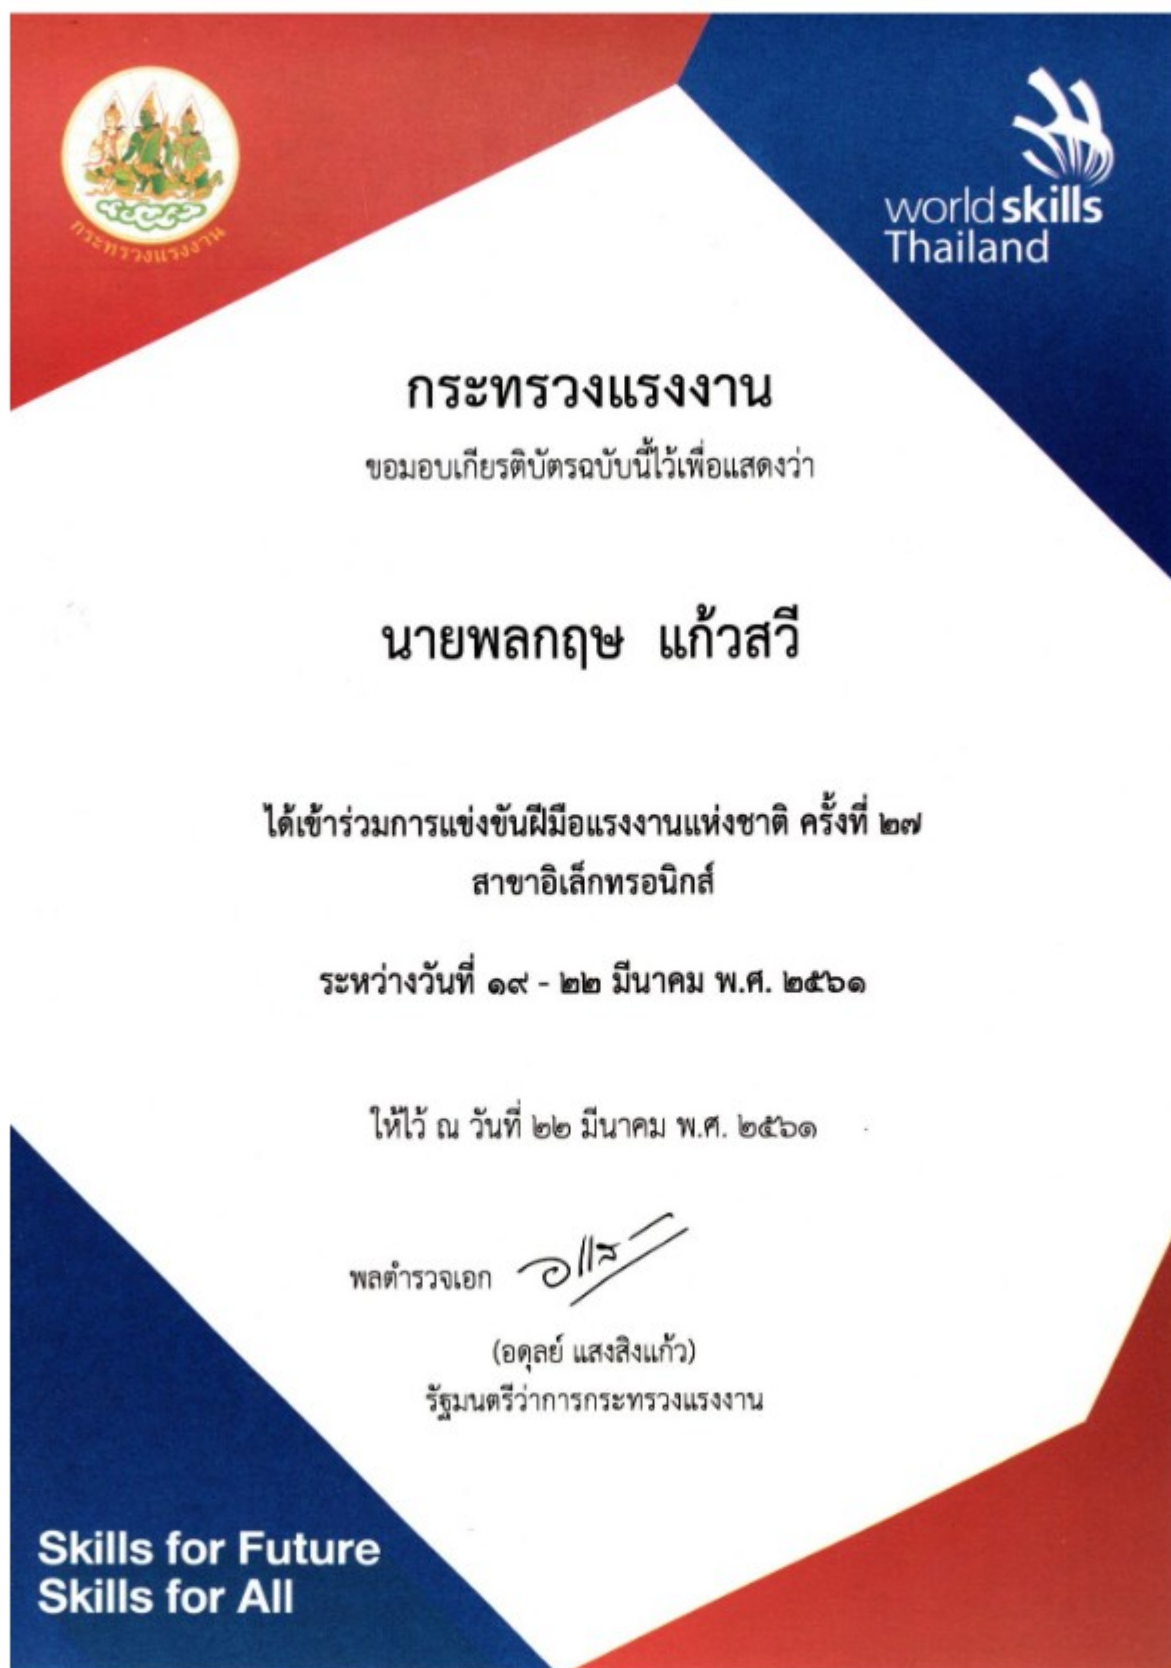 กระทรวงแรงงาน
world skills
Thailand
กระทรวงแรงงาน
ขอมอบเกียรติบัตรฉบับนี้ไว้เพื่อแสดงว่า
นายพลกฤษ แก้วสวี
ได้เข้าร่วมการแข่งขันฝีมือแรงงานแห่งชาติ ครั้งที่ ๒๗
สาขาอิเล็กทรอนิกส์
ระหว่างวันที่ ๑๙ - ๒๒ มีนาคม พ.ศ. ๒๕๖๑
ให้ไว้ ณ วันที่ ๒๒ มีนาคม พ.ศ. ๒๕๖๑
พลตำรวจเอก
(อดุลย์ แสงสิงแก้ว)
รัฐมนตรีว่าการกระทรวงแรงงาน
Skills for Future
Skills for All